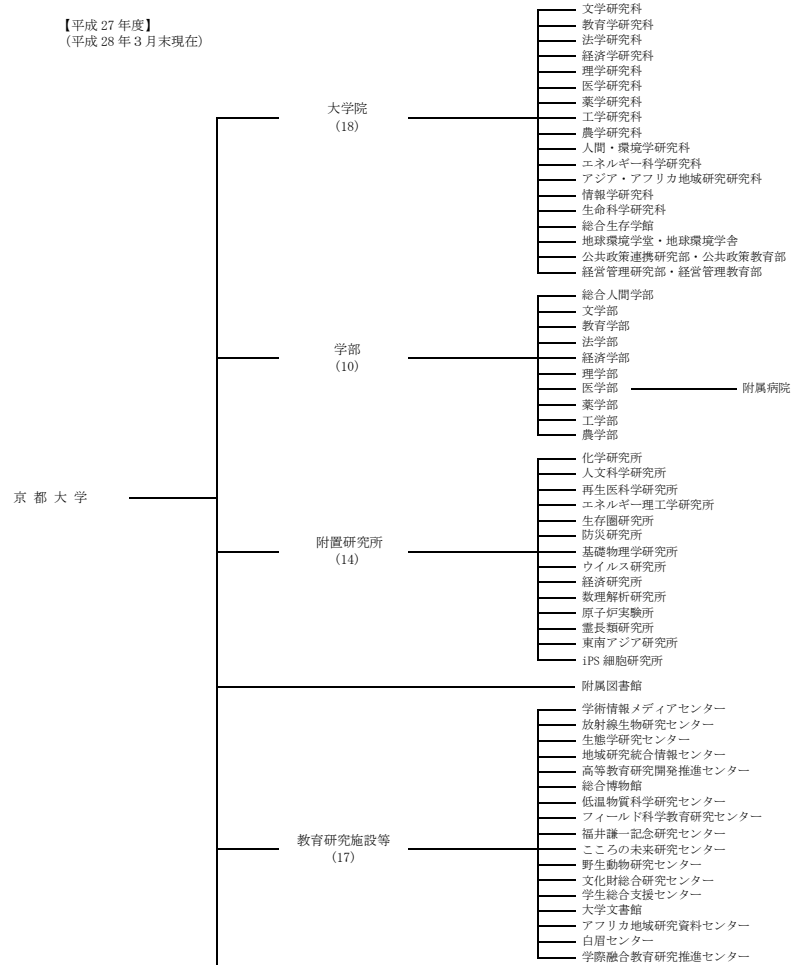 【平成 27 年度】
（平成 28 年 3 月末現在）
京 都 大 学
大学院
(18)
文学研究科
教育学研究科
法学研究科
経済学研究科
理学研究科
医学研究科
薬学研究科
工学研究科
農学研究科
人間・環境学研究科
エネルギー科学研究科
アジア・アフリカ地域研究研究科
情報学研究科
生命科学研究科
総合生存学館
地球環境学堂・地球環境学舎
公共政策連携研究部・公共政策教育部
経営管理研究部・経営管理教育部
学部
(10)
総合人間学部
文学部
教育学部
法学部
経済学部
理学部
医学部
附属病院
薬学部
工学部
農学部
附置研究所
(14)
化学研究所
人文科学研究所
再生医科学研究所
エネルギー理工学研究所
生存圏研究所
防災研究所
基礎物理学研究所
ウイルス研究所
経済研究所
数理解析研究所
原子炉実験所
霊長類研究所
東南アジア研究所
iPS 細胞研究所
附属図書館
教育研究施設等
(17)
学術情報メディアセンター
放射線生物研究センター
生態学研究センター
地域研究統合情報センター
高等教育研究開発推進センター
総合博物館
低温物質科学研究センター
フィールド科学教育研究センター
福井謙一記念研究センター
こころの未来研究センター
野生動物研究センター
文化財総合研究センター
学生総合支援センター
大学文書館
アフリカ地域研究資料センター
白眉センター
学際融合教育研究推進センター